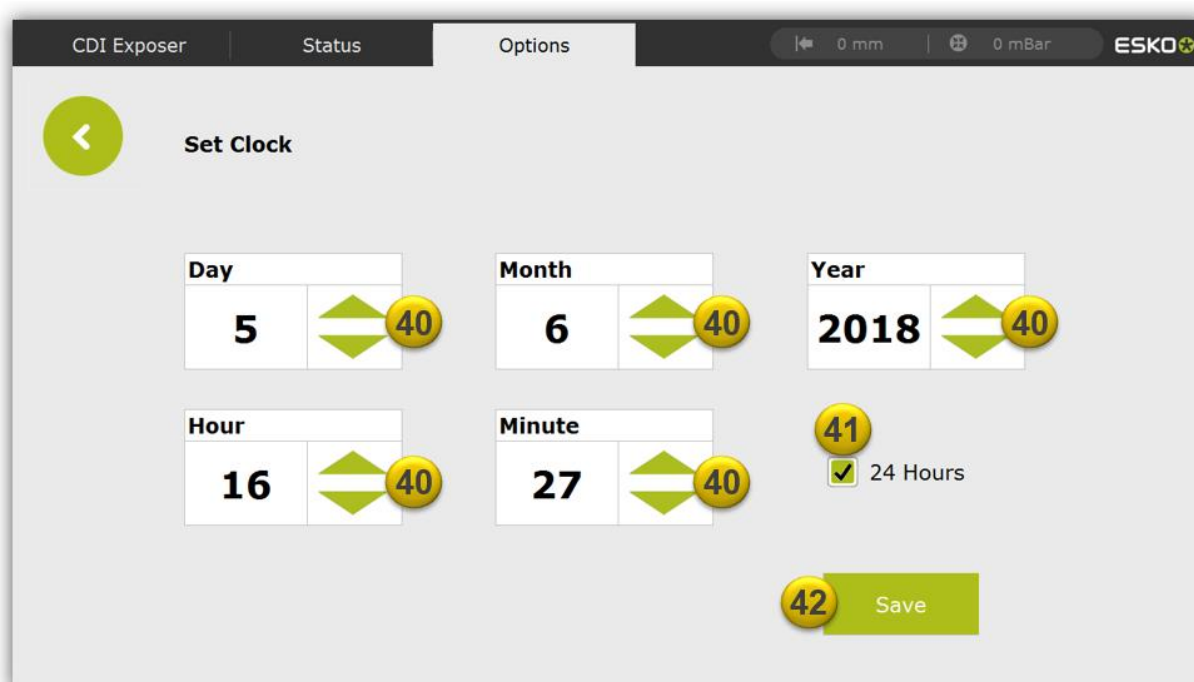 CDI Exposer Status Options 0 mm 0 mBar ESKO
Set Clock
Day Month Year
5 40 6 40 2018 40
Hour Minute 41
16 40 27 40 24 Hours
42 Save